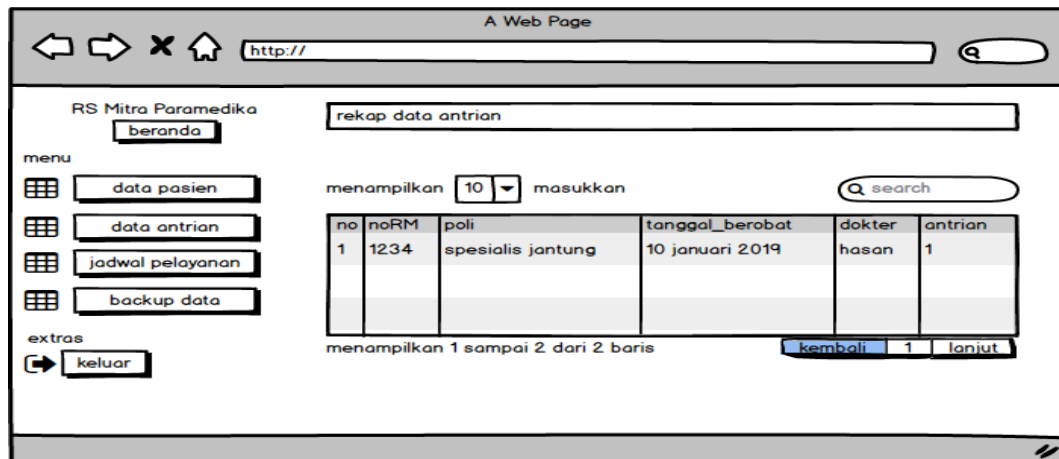 A Web Page
http://
RS Mitra Paramedika
beranda
menu
data pasien
data antrian
jadwal pelayanan
backup data
extras
keluar
rekap data antrian
menampilkan 10 masukkan
search
no noRM poli tanggal_berobat dokter antrian
1 1234 spesialis jantung 10 januari 2019 hasan 1
menampilkan 1 sampai 2 dari 2 baris
kembali 1 lanjut